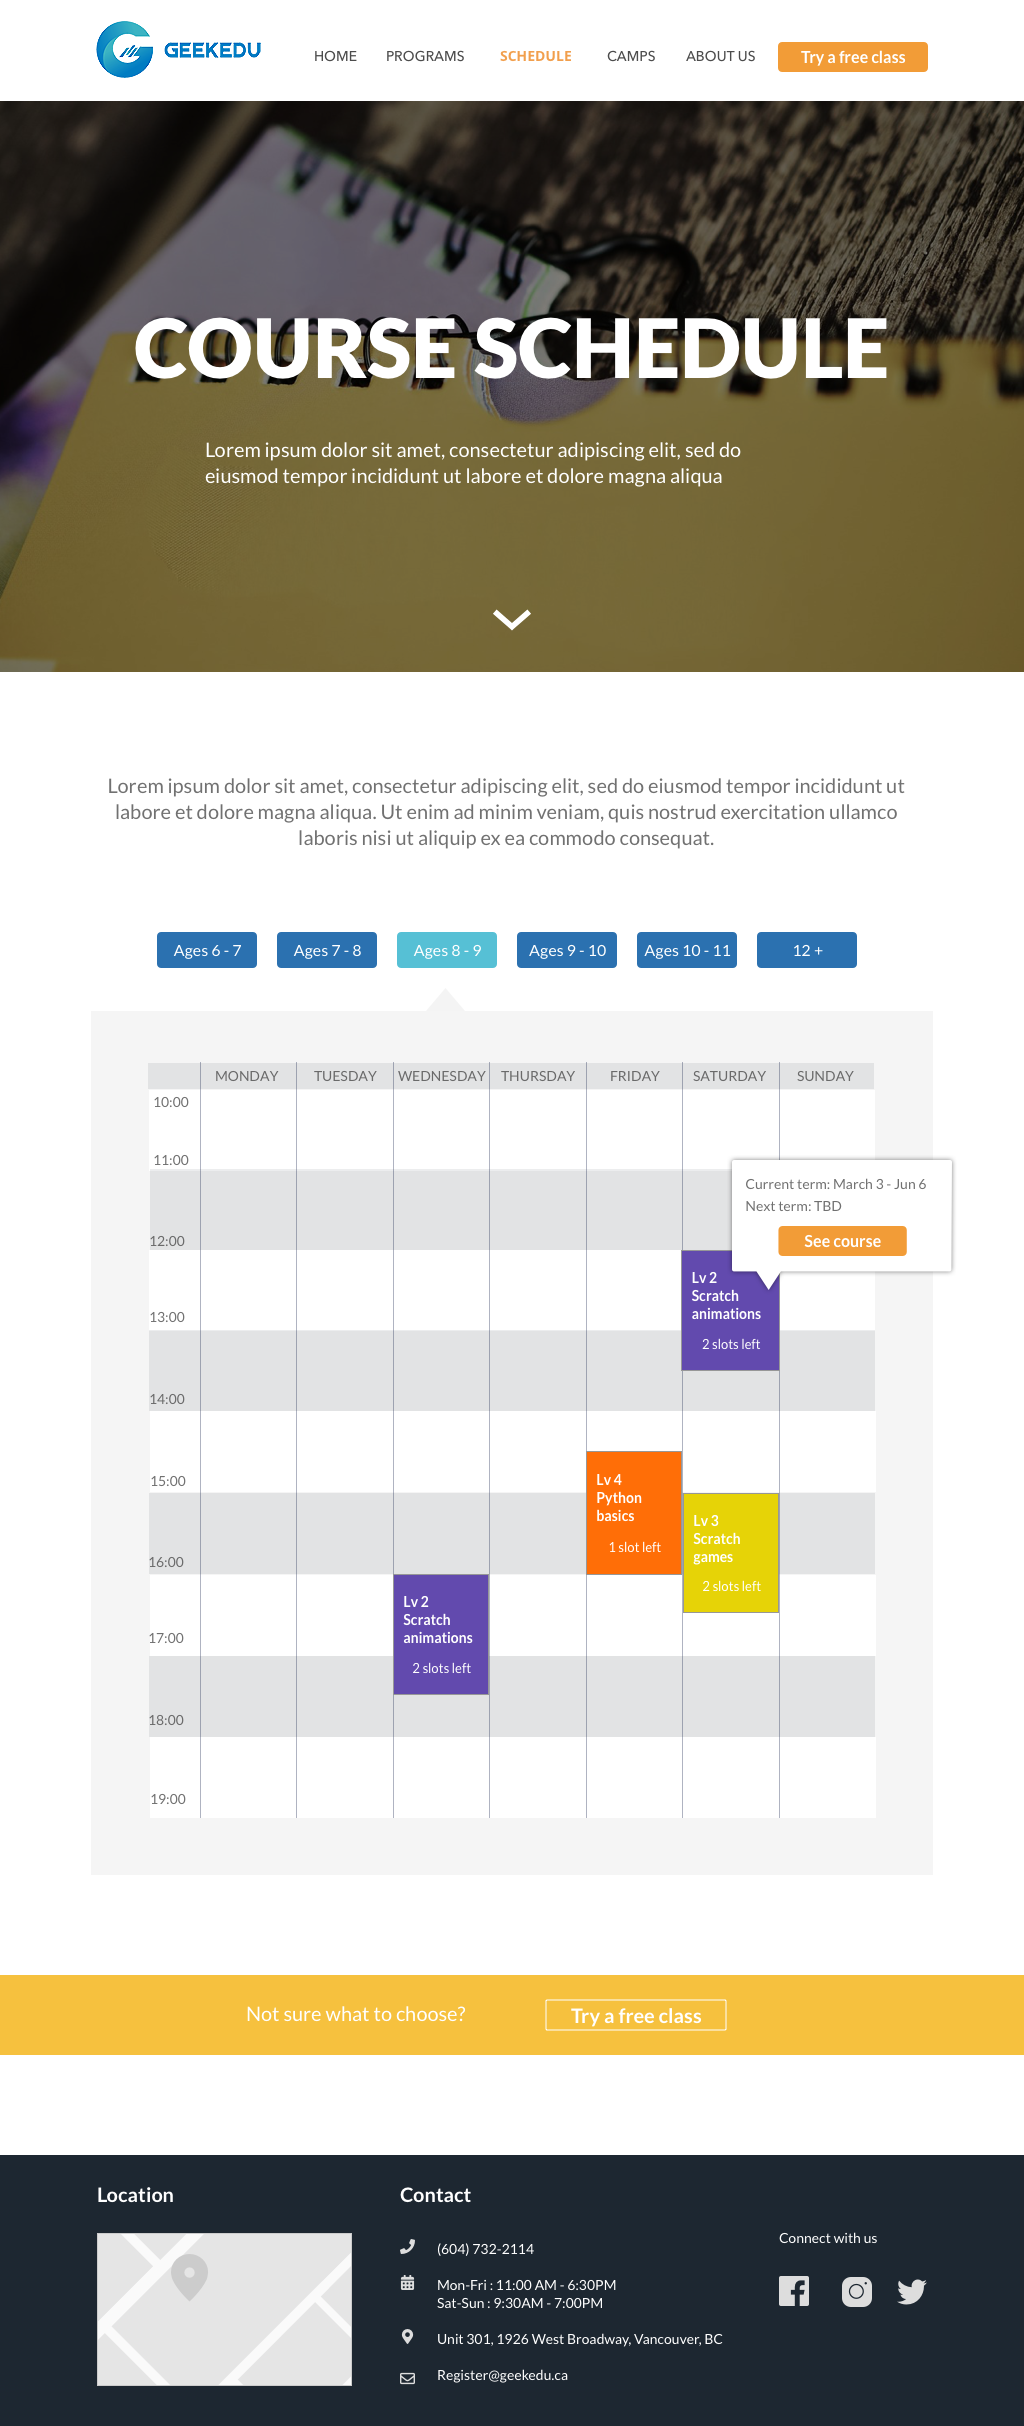 GEEKEDU
HOME PROGRAMS SCHEDULE CAMPS ABOUT US Try a free class
COURSE SCHEDULE
Lorem ipsum dolor sit amet, consectetur adipiscing elit, sed do
eiusmod tempor incididunt ut labore et dolore magna aliqua
Lorem ipsum dolor sit amet, consectetur adipiscing elit, sed do eiusmod tempor incididunt ut
labore et dolore magna aliqua. Ut enim ad minim veniam, quis nostrud exercitation ullamco
laboris nisi ut aliquip ex ea commodo consequat.
Ages 6 - 7 Ages 7 - 8 Ages 8 - 9 Ages 9 - 10 Ages 10 - 11 12 +
MONDAY TUESDAY WEDNESDAY THURSDAY FRIDAY SATURDAY SUNDAY
10:00
11:00
Current term: March 3 - Jun 6
Next term: TBD
See course
12:00
Lv 2
Scratch
animations
2 slots left
13:00
14:00
15:00
Lv 4
Python
basics
1 slot left
Lv 3
Scratch
games
2 slots left
16:00
Lv 2
Scratch
animations
2 slots left
17:00
18:00
19:00
Not sure what to choose? Try a free class
Location
Contact
(604) 732-2114
Mon-Fri : 11:00 AM - 6:30PM
Sat-Sun : 9:30AM - 7:00PM
Unit 301, 1926 West Broadway, Vancouver, BC
Register@geekedu.ca
Connect with us